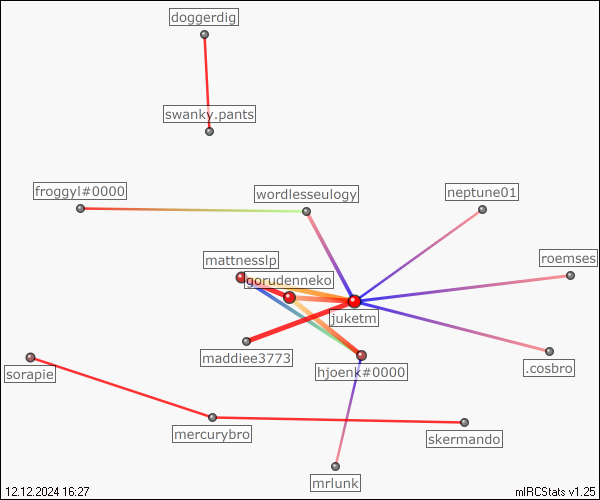 doggerdig
swanky.pants
froggyl#0000
wordlesseulogy
neptune01
mattnesslp
roemses
gorudenneko
juketm
maddiee3773
.cosbro
sorapie
hjoenk#0000
mercurybro
skermando
mrlunk
12.12.2024 16:27
mIRCStats v1.25